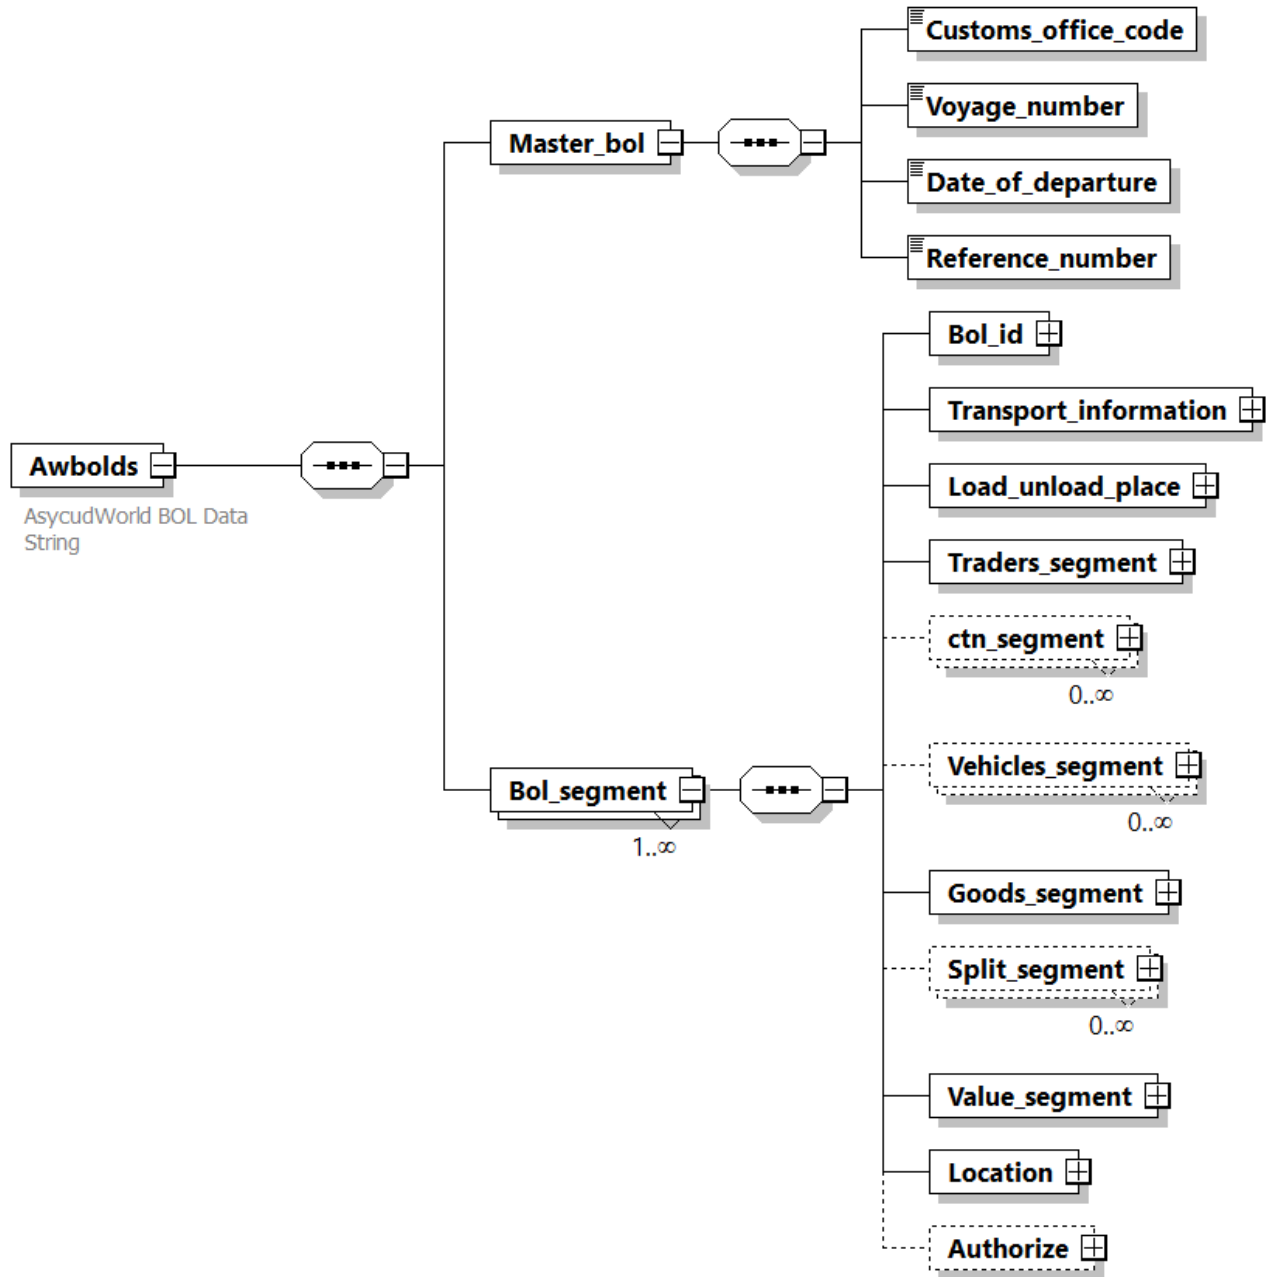 Customs_office_code
Voyage_number
Master_bol
Date_of_departure
Reference_number
Bol_id
Transport_information
Awbolds
AsycudWorld BOL Data
String
Load_unload_place
Traders_segment
ctn_segment
0..∞
Vehicles_segment
0..∞
Bol_segment
1..∞
Goods_segment
Split_segment
0..∞
Value_segment
Location
Authorize